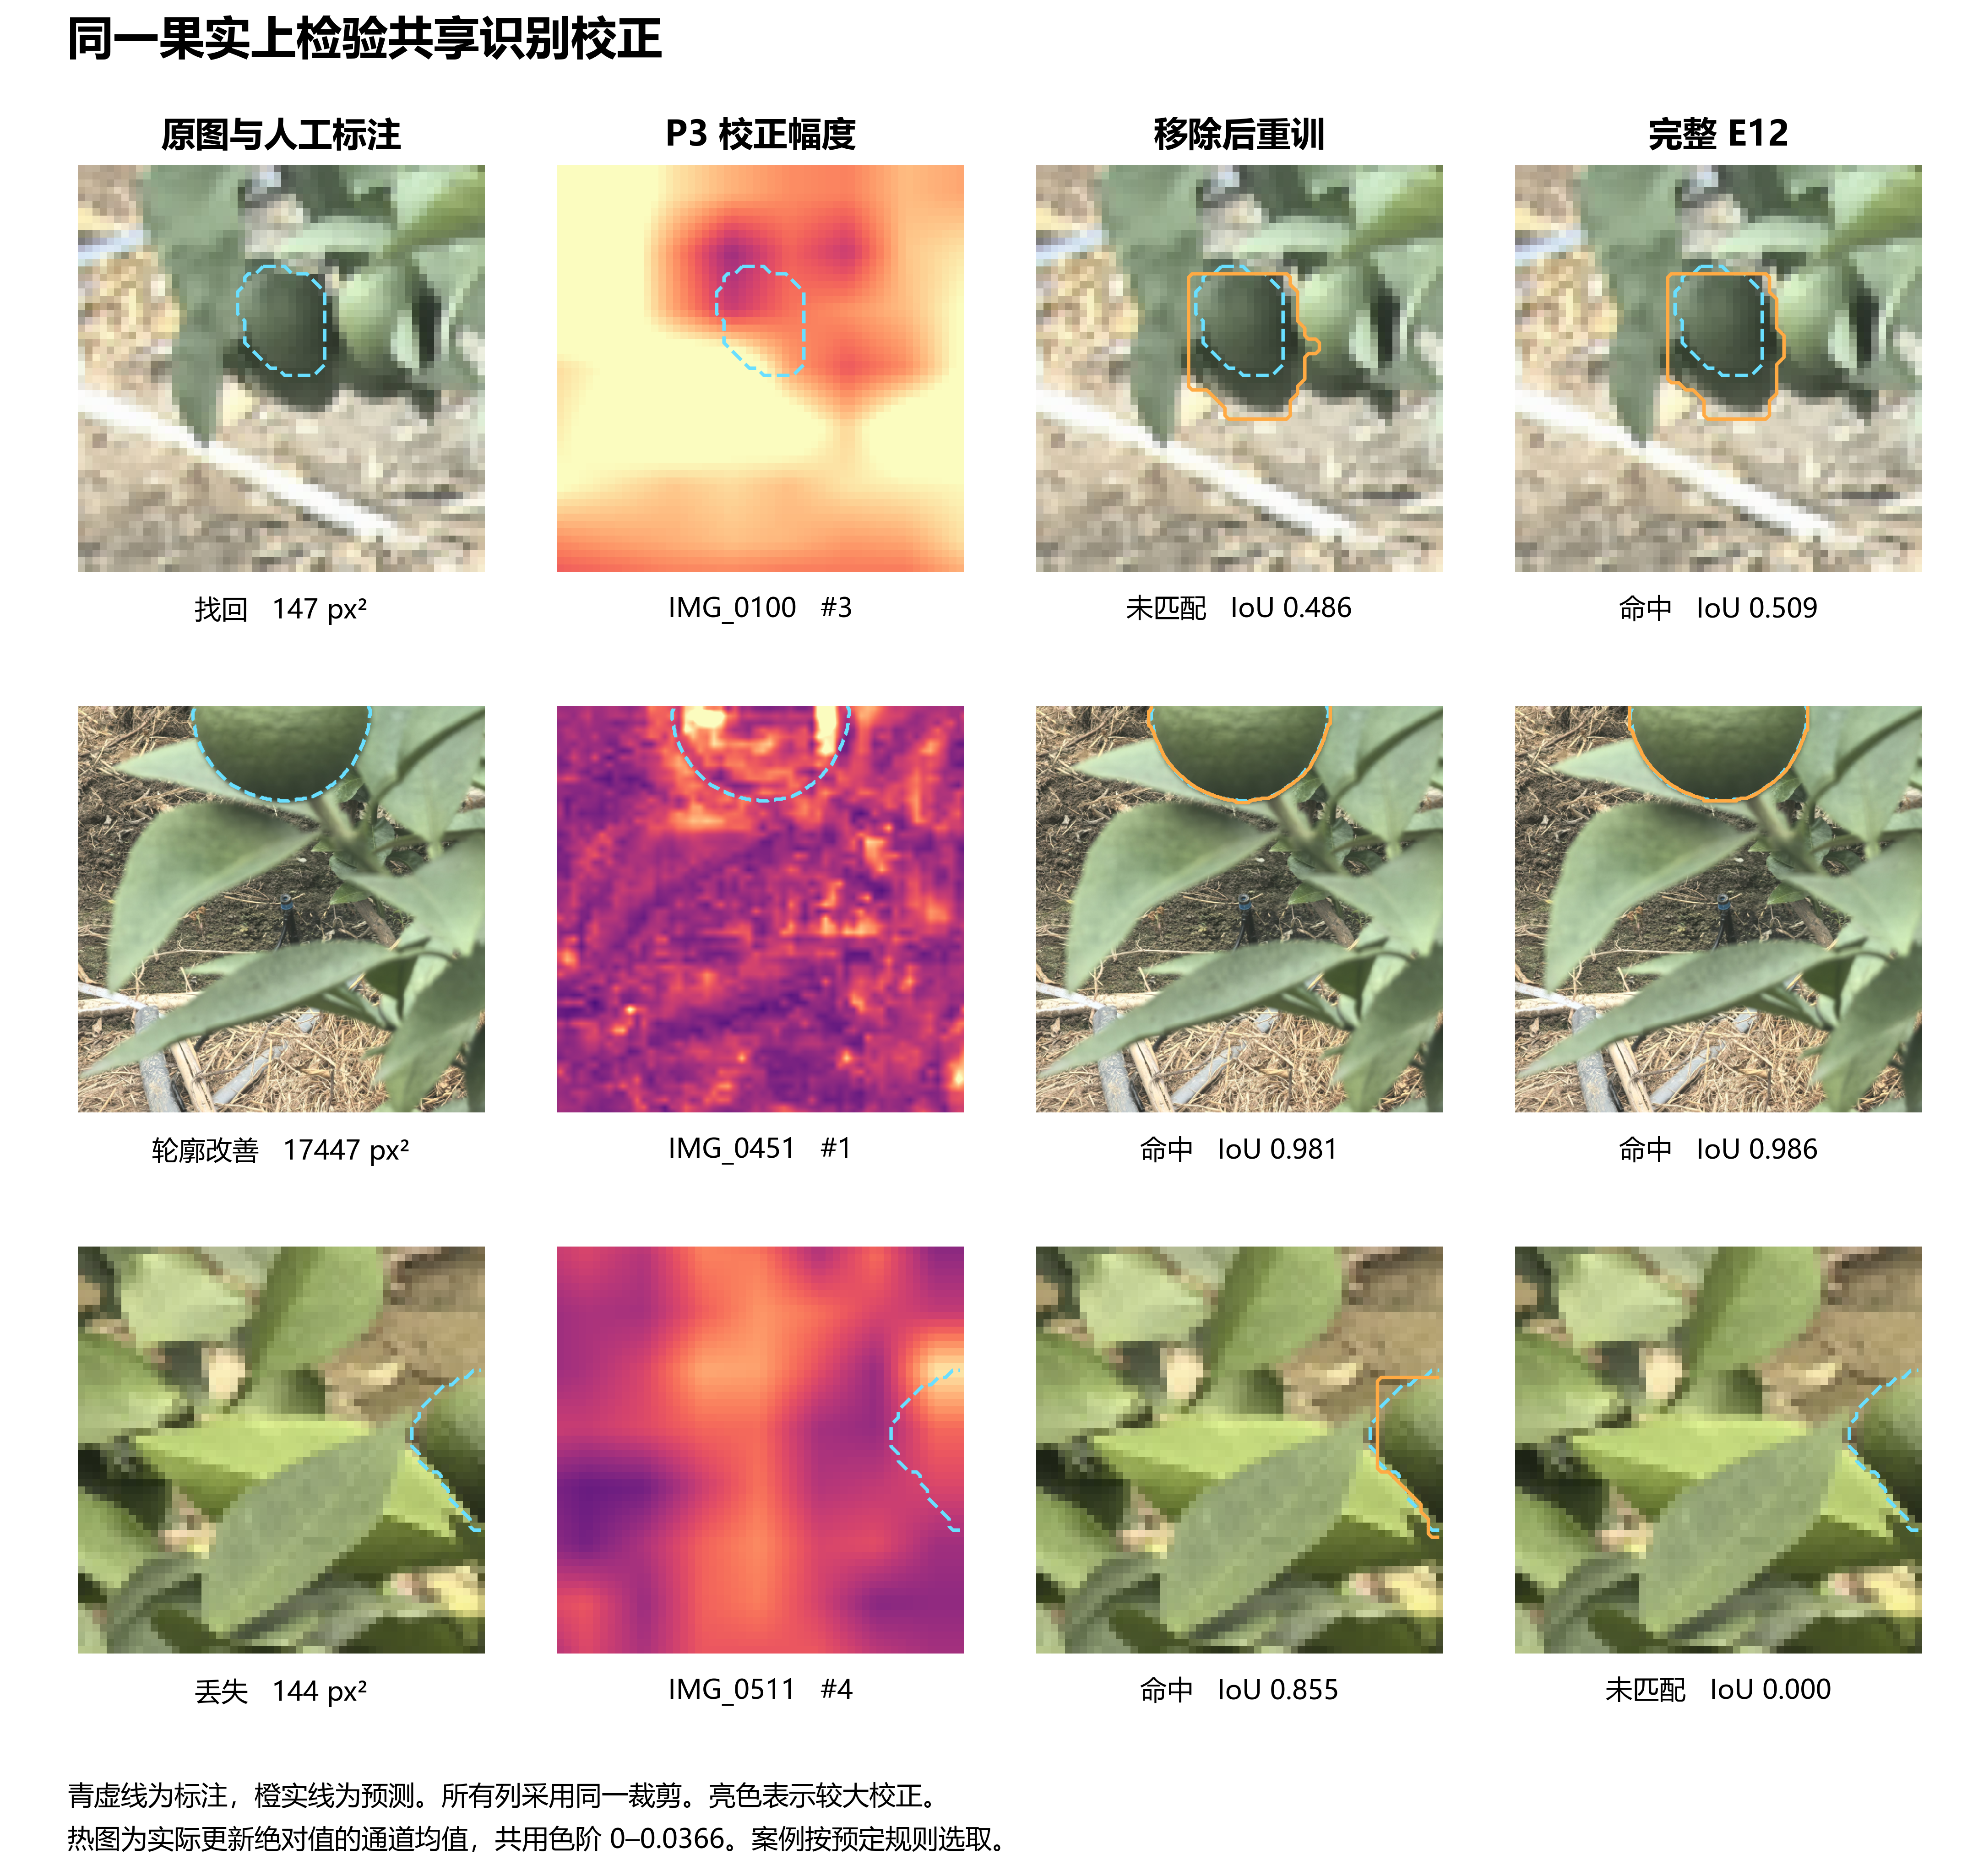 同一果实上检验共享识别校正
原图与人工标注
P3 校正幅度
移除后重训
完整 E12
找回 147 px²
IMG_0100 #3
未匹配 IoU 0.486
命中 IoU 0.509
轮廓改善 17447 px²
IMG_0451 #1
命中 IoU 0.981
命中 IoU 0.986
丢失 144 px²
IMG_0511 #4
命中 IoU 0.855
未匹配 IoU 0.000
青虚线为标注，橙实线为预测。所有列采用同一裁剪。亮色表示较大校正。
热图为实际更新绝对值的通道均值，共用色阶 0–0.0366。案例按预定规则选取。